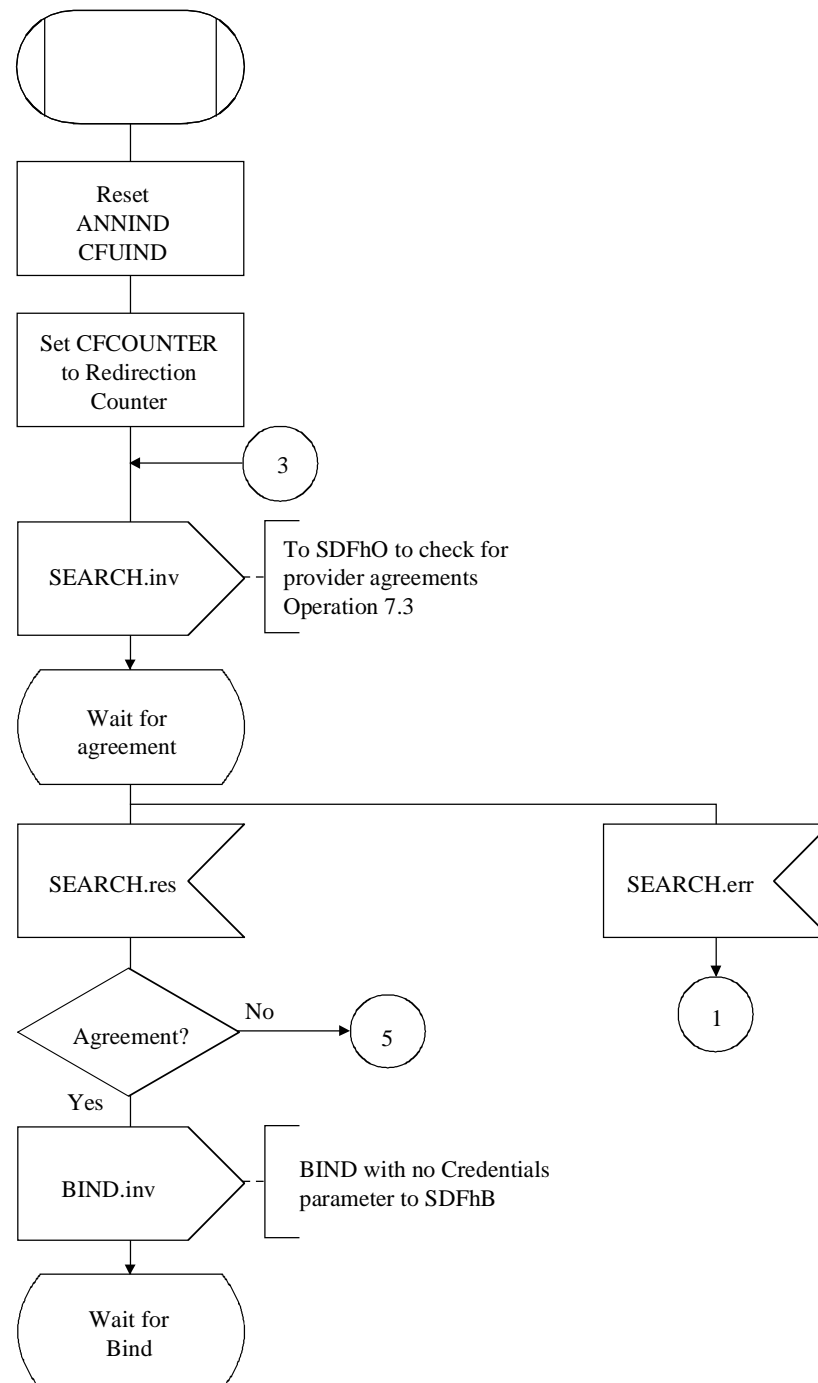 Reset
ANNIND
CFUIND
Set CFCOUNTER
to Redirection
Counter
3
SEARCH.inv
To SDFhO to check for
provider agreements
Operation 7.3
Wait for
agreement
SEARCH.res
SEARCH.err
Agreement?
No
5
1
Yes
BIND.inv
BIND with no Credentials
parameter to SDFhB
Wait for
Bind